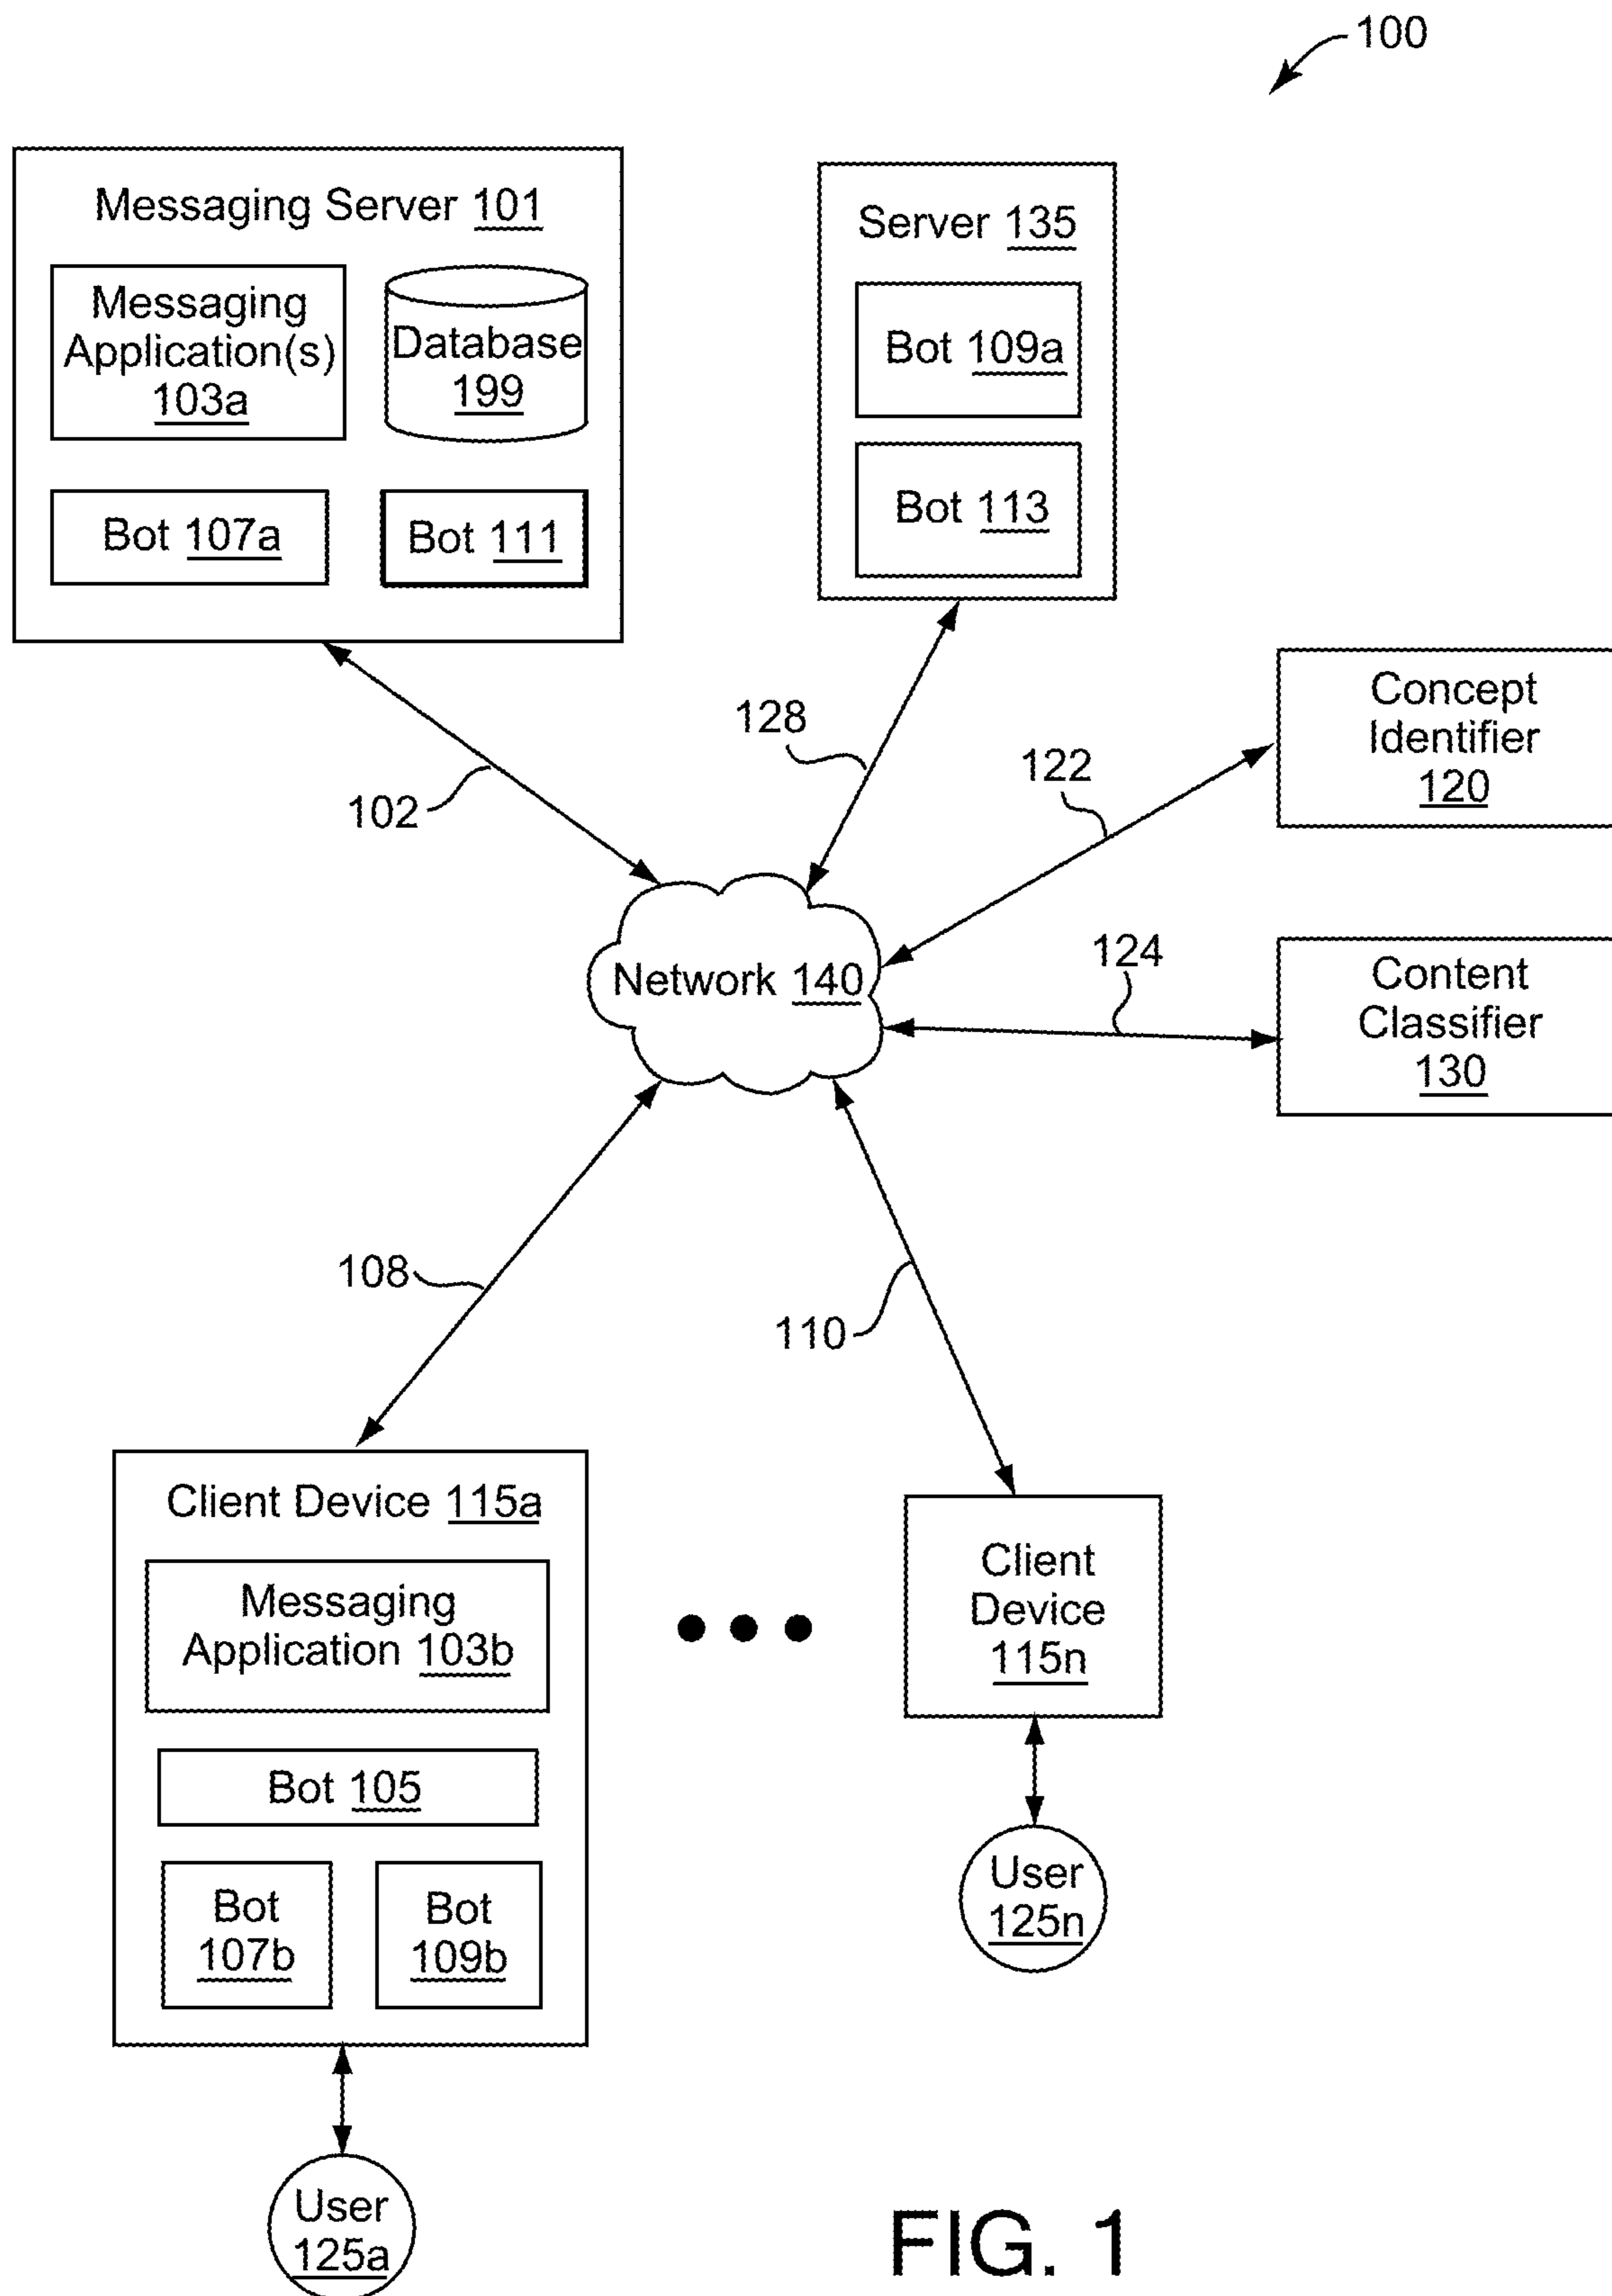 100
Messaging Server 101
Messaging
Application(s)
103a
Database
199
Bot 107a
Bot 111
Server 135
Bot 109a
Bot 113
Concept
Identifier
120
128
122
102
Network 140
124
Content
Classifier
130
108
110
Client Device 115a
Messaging
Application 103b
Bot 105
Bot
107b
Bot
109b
Client
Device
115n
User
125n
User
125a
FIG. 1